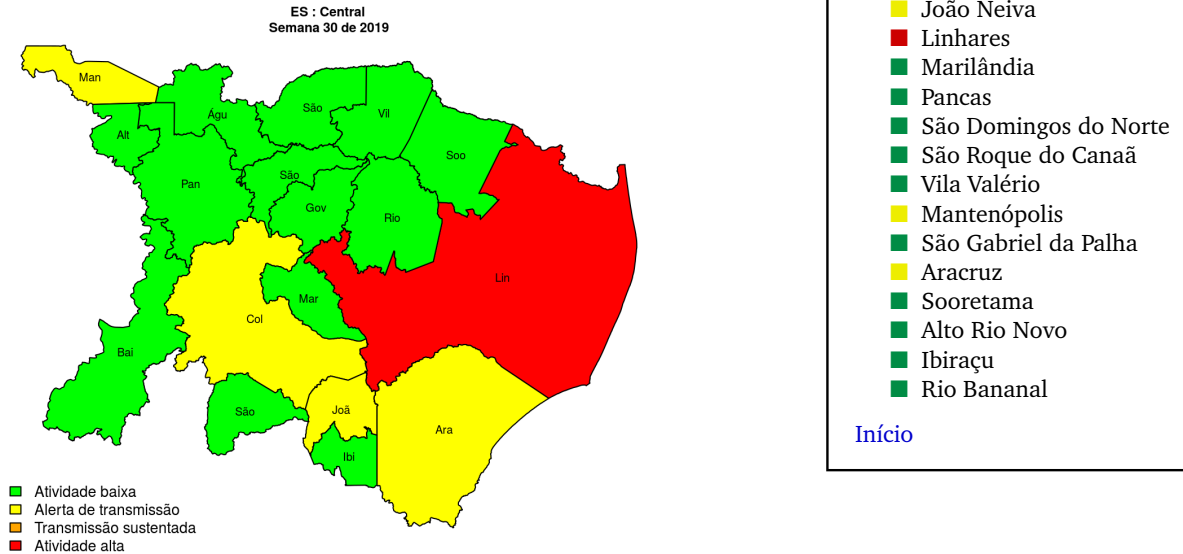 ES : Central
Semana 30 de 2019
Man
Águ
São
Vil
Alt
Soo
São
Pan
Gov
Rio
Lin
Mar
Col
Bai
São
Joã
Ara
Ibi
Atividade baixa
Alerta de transmissão
Transmissão sustentada
Atividade alta
João Neiva
Linhares
Marilândia
Pancas
São Domingos do Norte
São Roque do Canaã
Vila Valério
Mantenópolis
São Gabriel da Palha
Aracruz
Sooretama
Alto Rio Novo
Ibiraçu
Rio Bananal
Início